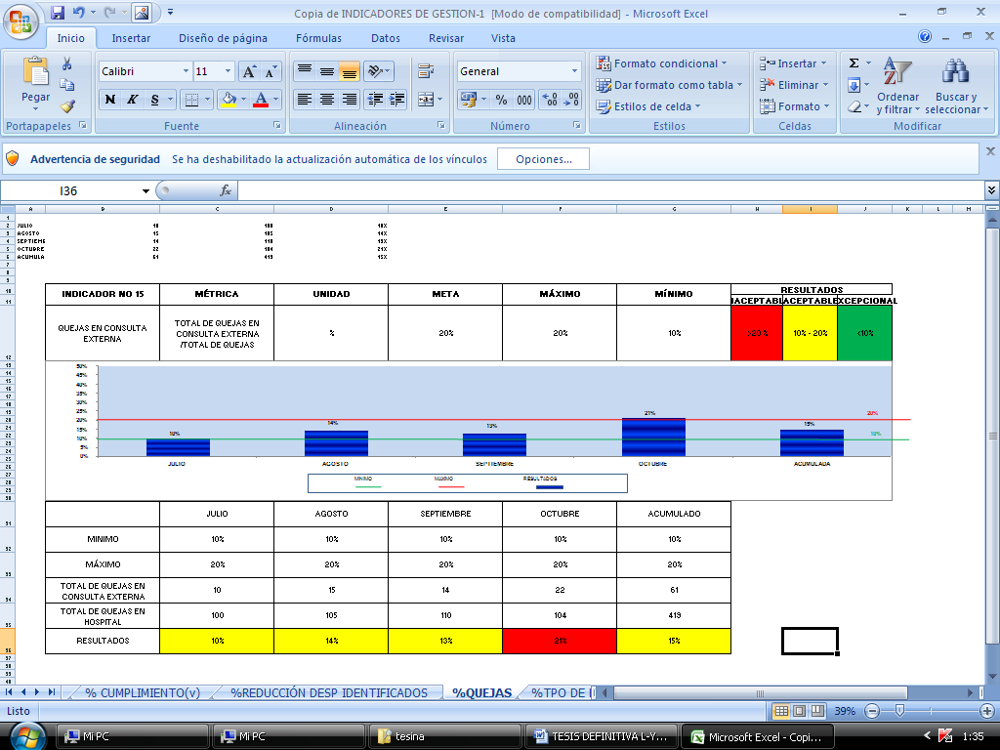 Copia de INDICADORES DE GESTION-1 [Modo de compatibilidad] - Microsoft Excel
Inicio Insertar Diseño de página Fórmulas Datos Revisar Vista
Pegar
Calibri 11
General
N K S
% 000
Formato condicional
Dar formato como tabla
Estilos de celda
Insertar
Eliminar
Formato
Σ
Ordenar y filtrar
Buscar y seleccionar
Portapapeles Fuente Alineación Número Estilos Celdas Modificar
Advertencia de seguridad Se ha deshabilitado la actualización automática de los vínculos Opciones...
I36 fx
A B C D E F G H I J K L M
JULIO 10 100 10%
AGOSTO 15 105 14%
SEPTIEMB 14 110 13%
OCTUBRE 22 104 21%
ACUMULA 61 419 15%
INDICADOR NO 15 MÉTRICA UNIDAD META MÁXIMO MÍNIMO RESULTADOS
ACEPTABLE EXCEPCIONAL
QUEJAS EN CONSULTA EXTERNA
TOTAL DE QUEJAS EN CONSULTA EXTERNA /TOTAL DE QUEJAS
% 20% 20% 10% >20% 10% - 20% <10%
50%
45%
40%
35%
30%
25%
20%
15%
10%
5%
0%
10% 14% 13% 21% 15%
20%
10%
JULIO AGOSTO SEPTIEMBRE OCTUBRE ACUMULADA
MINIMO MAXIMO RESULTADOS
JULIO AGOSTO SEPTIEMBRE OCTUBRE ACUMULADO
MINIMO 10% 10% 10% 10% 10%
MÁXIMO 20% 20% 20% 20% 20%
TOTAL DE QUEJAS EN CONSULTA EXTERNA 10 15 14 22 61
TOTAL DE QUEJAS EN HOSPITAL 100 105 110 104 419
RESULTADOS 10% 14% 13% 21% 15%
% CUMPLIMIENTO(v) %REDUCCIÓN DESP IDENTIFICADOS %QUEJAS %TPO DE
Listo 39%
Mi PC Mi PC tesina TESIS DEFINITIVA L-Y... Microsoft Excel - Copi... 1:35